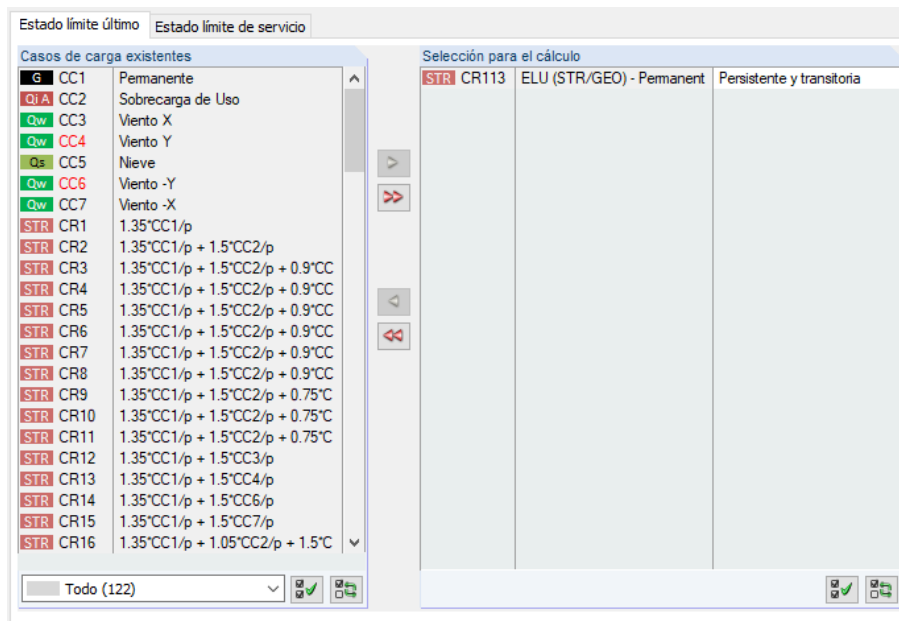 Estado límite último Estado límite de servicio
Casos de carga existentes Selección para el cálculo
G CC1 Permanente STR CR113 ELU (STR/GEO) - Permanent Persistente y transitoria
Qi A CC2 Sobrecarga de Uso
Qw CC3 Viento X
Qw CC4 Viento Y
Qs CC5 Nieve
Qw CC6 Viento -Y
Qw CC7 Viento -X
STR CR1 1.35*CC1/p
STR CR2 1.35*CC1/p + 1.5*CC2/p
STR CR3 1.35*CC1/p + 1.5*CC2/p + 0.9*CC
STR CR4 1.35*CC1/p + 1.5*CC2/p + 0.9*CC
STR CR5 1.35*CC1/p + 1.5*CC2/p + 0.9*CC
STR CR6 1.35*CC1/p + 1.5*CC2/p + 0.9*CC
STR CR7 1.35*CC1/p + 1.5*CC2/p + 0.9*CC
STR CR8 1.35*CC1/p + 1.5*CC2/p + 0.9*CC
STR CR9 1.35*CC1/p + 1.5*CC2/p + 0.75*C
STR CR10 1.35*CC1/p + 1.5*CC2/p + 0.75*C
STR CR11 1.35*CC1/p + 1.5*CC2/p + 0.75*C
STR CR12 1.35*CC1/p + 1.5*CC3/p
STR CR13 1.35*CC1/p + 1.5*CC4/p
STR CR14 1.35*CC1/p + 1.5*CC6/p
STR CR15 1.35*CC1/p + 1.5*CC7/p
STR CR16 1.35*CC1/p + 1.05*CC2/p + 1.5*C
Todo (122)